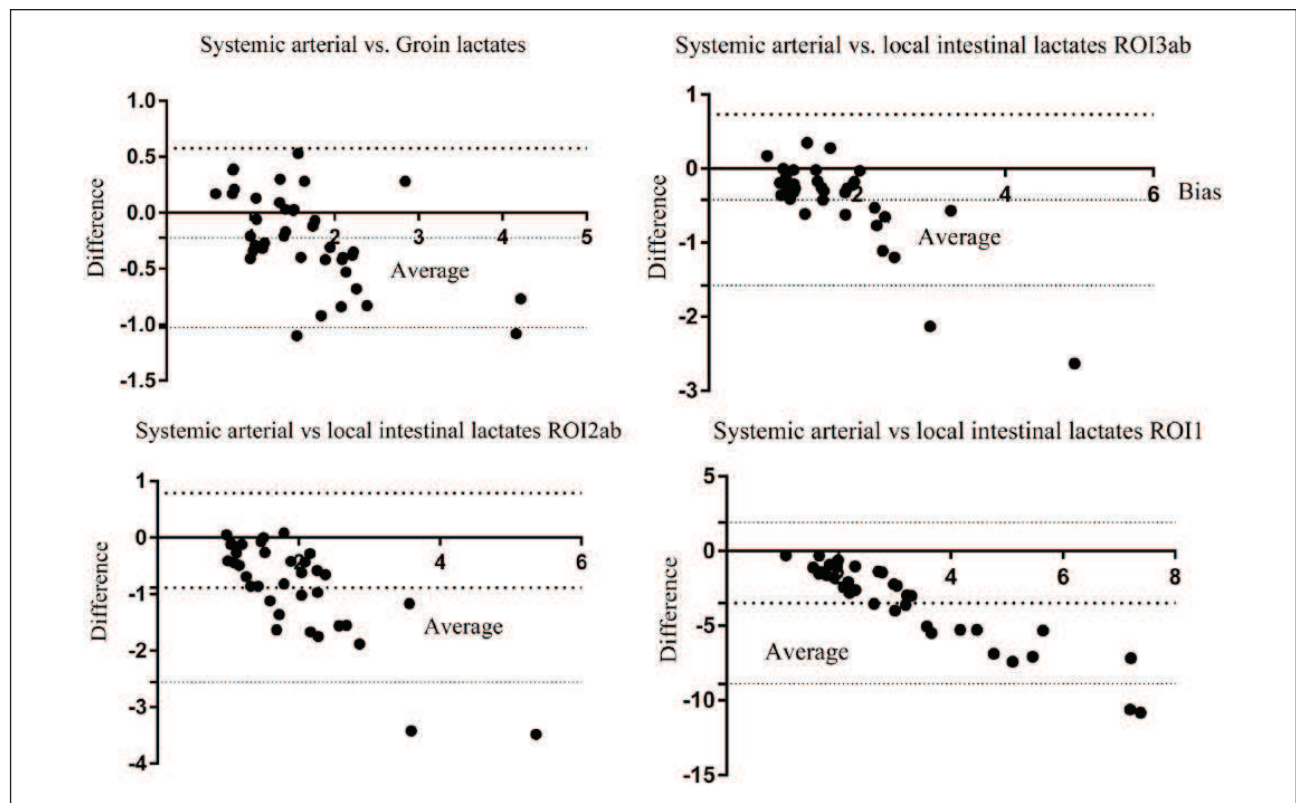 Systemic arterial vs. Groin lactates
1.0
0.5
0.0
-0.5
-1.0
-1.5
2
3
4
5
Difference
Average
Systemic arterial vs. local intestinal lactates ROI3ab
1
0
-1
-2
-3
2
4
6
Difference
Bias
Average
Systemic arterial vs local intestinal lactates ROI2ab
1
0
-1
-2
-3
-4
2
4
6
Difference
Average
Systemic arterial vs local intestinal lactates ROI1
5
0
-5
-10
-15
4
6
8
Difference
Average